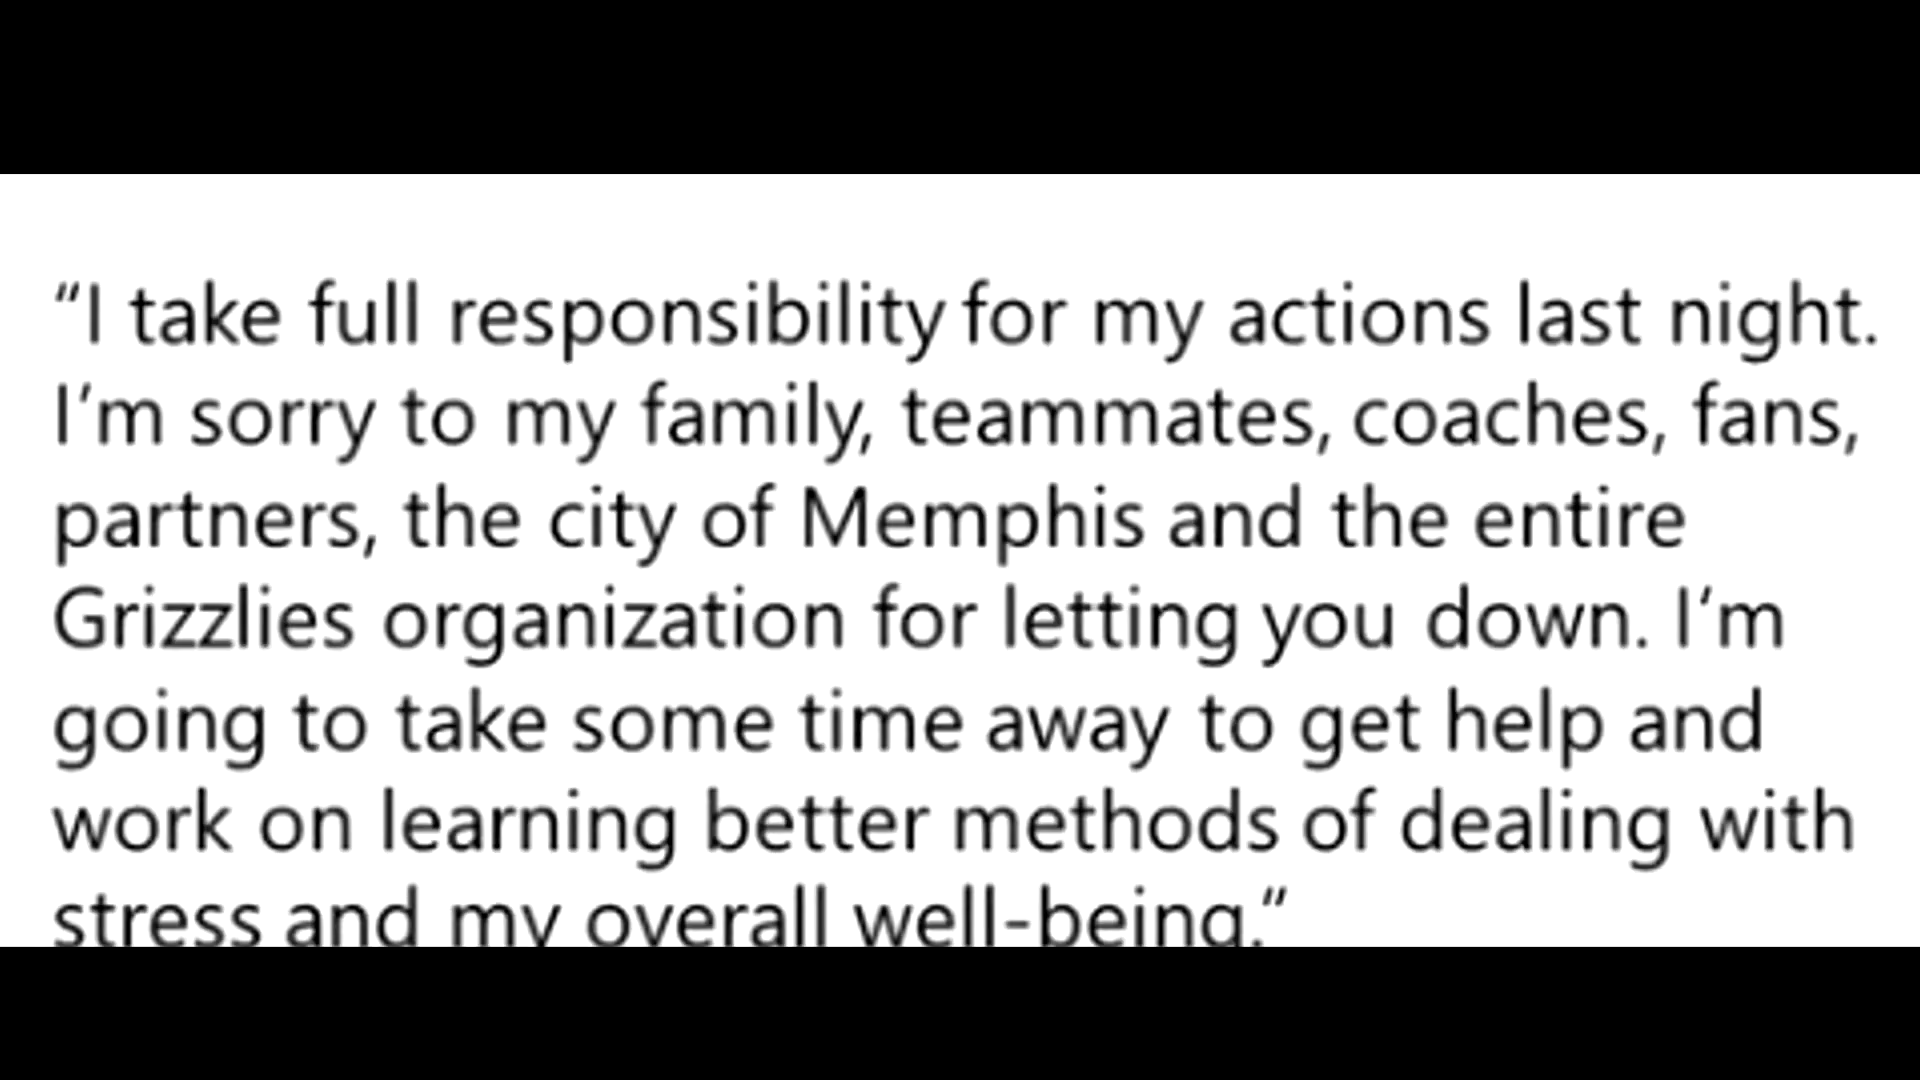 “I take full responsibility for my actions last night.
I’m sorry to my family, teammates, coaches, fans,
partners, the city of Memphis and the entire
Grizzlies organization for letting you down. I’m
going to take some time away to get help and
work on learning better methods of dealing with
stress and my overall well-being.”